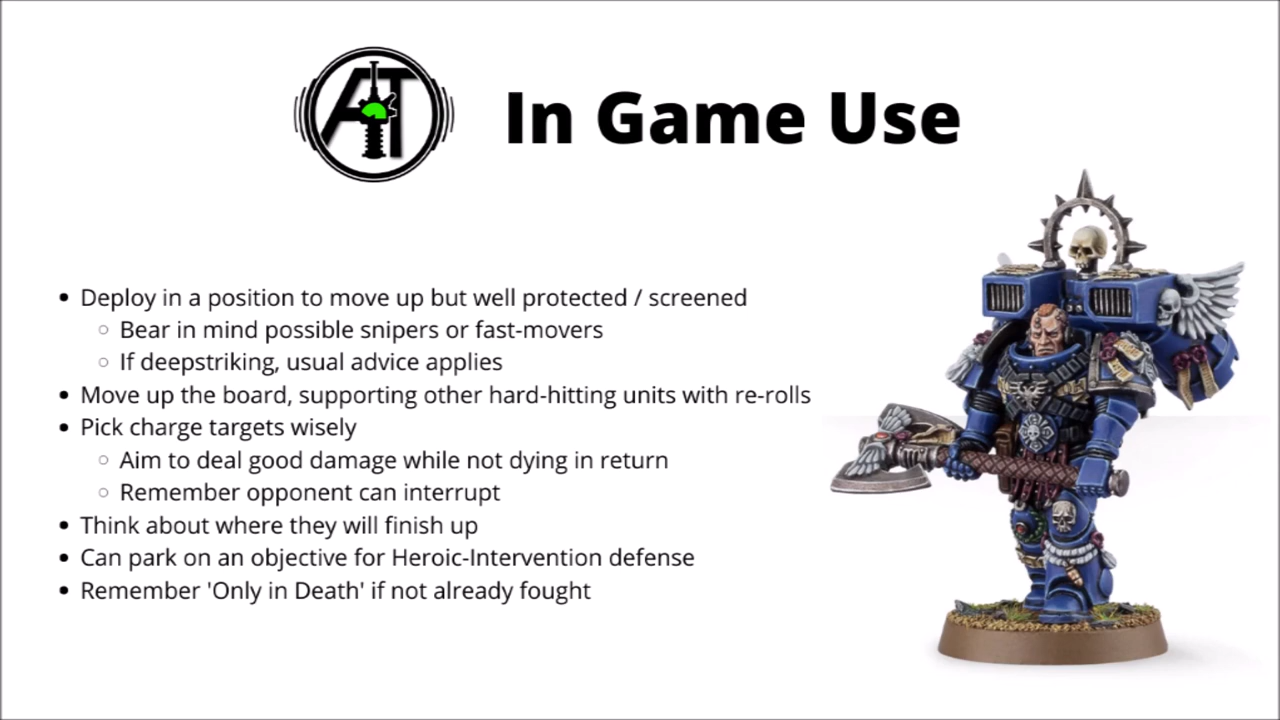 AT
In Game Use
• Deploy in a position to move up but well protected / screened
○ Bear in mind possible snipers or fast-movers
○ If deepstriking, usual advice applies
• Move up the board, supporting other hard-hitting units with re-rolls
• Pick charge targets wisely
○ Aim to deal good damage while not dying in return
○ Remember opponent can interrupt
• Think about where they will finish up
• Can park on an objective for Heroic-Intervention defense
• Remember 'Only in Death' if not already fought